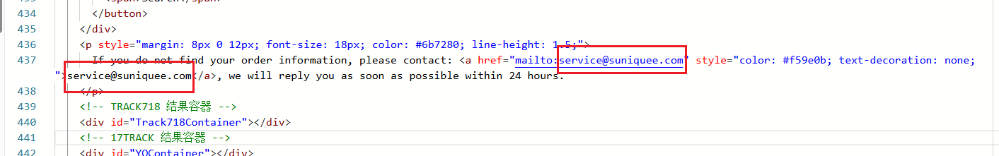 434 </button>
435 </div>
436 <p style="margin: 8px 0 12px; font-size: 18px; color: #6b7280; line-height: 1.5;">
437 If you do not find your order information, please contact: <a href="mailto:service@suniquee.com" style="color: #f59e0b; text-decoration: none;
">service@suniquee.com</a>, we will reply you as soon as possible within 24 hours.
438 </p>
439 <!-- TRACK718 结果容器 -->
440 <div id="Track718Container"></div>
441 <!-- 17TRACK 结果容器 -->
442 <div id="YQContainer"></div>